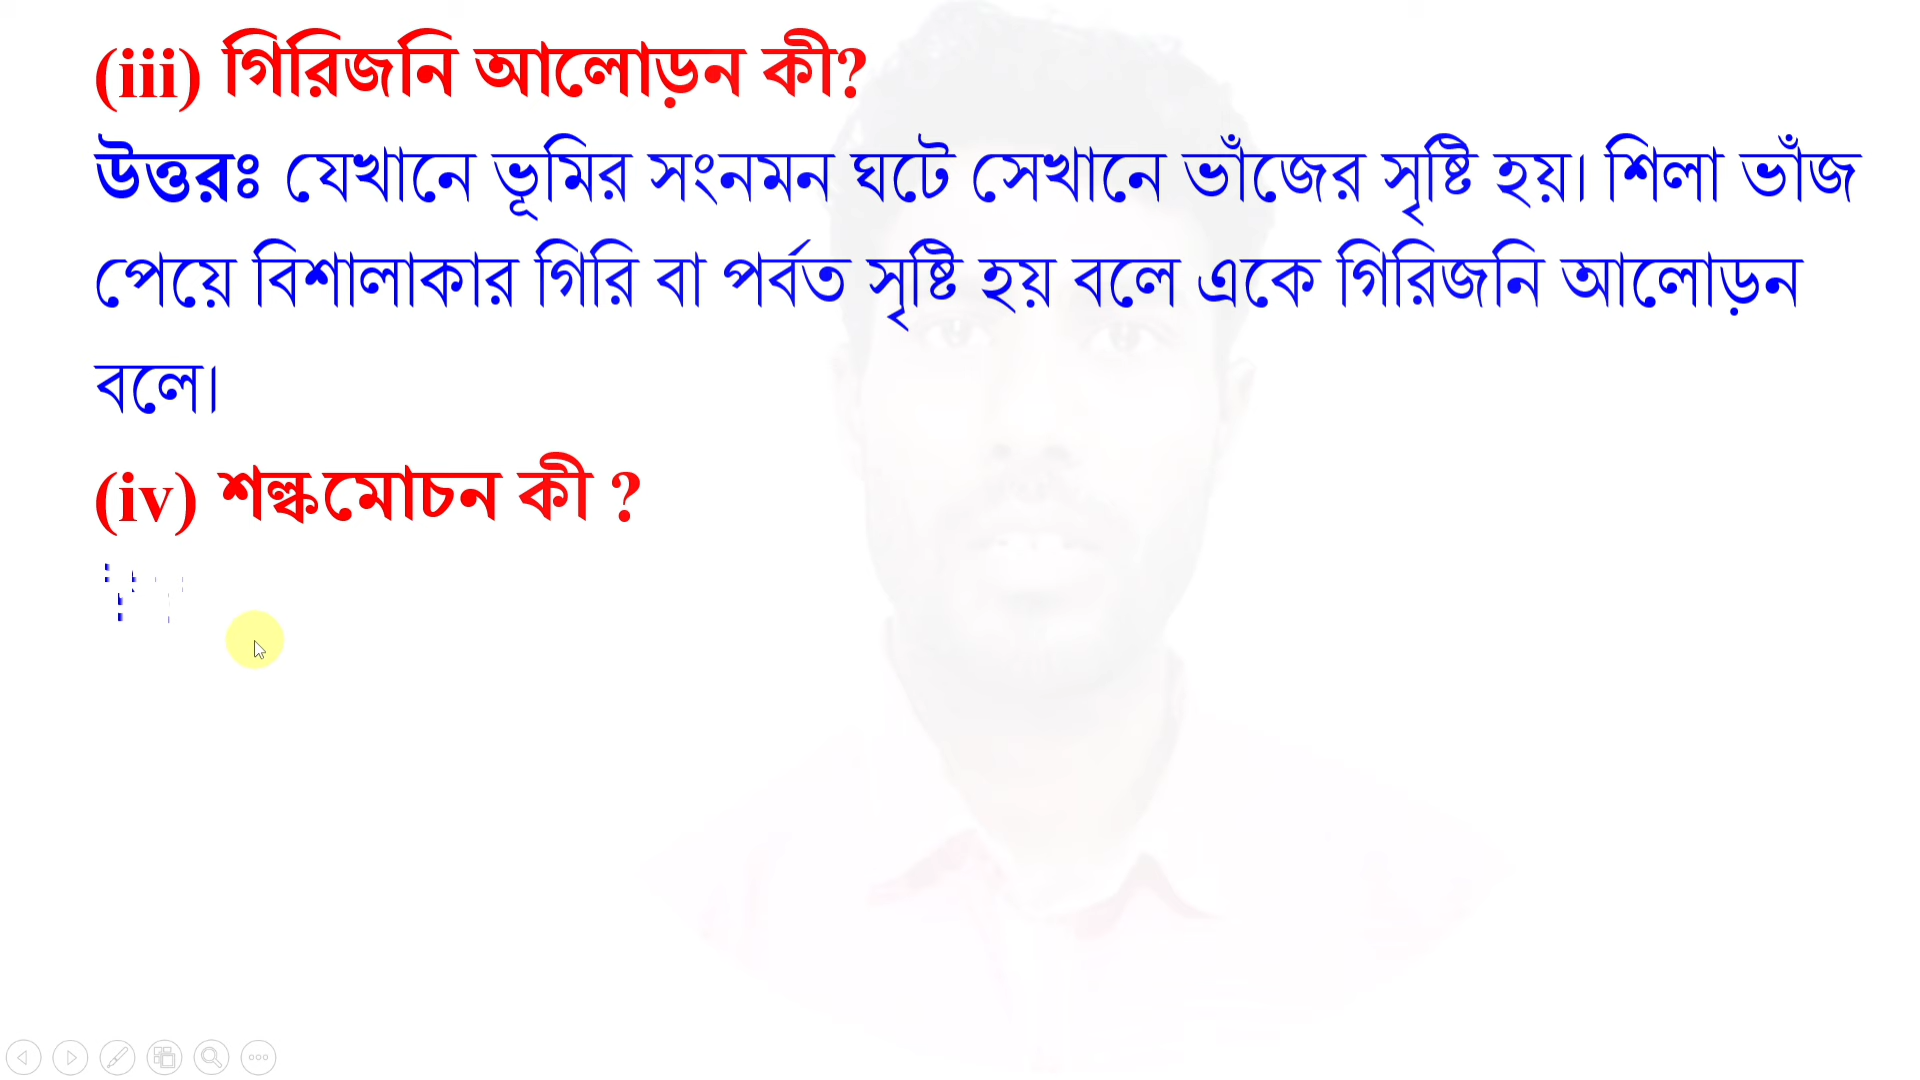 (iii) গিরিজনি আলোড়ন কী?
উত্তরঃ যেখানে ভূমির সংনমন ঘটে সেখানে ভাঁজের সৃষ্টি হয়। শিলা ভাঁজ
পেয়ে বিশালাকার গিরি বা পর্বত সৃষ্টি হয় বলে একে গিরিজনি আলোড়ন
বলে।
(iv) শল্কমোচন কী ?